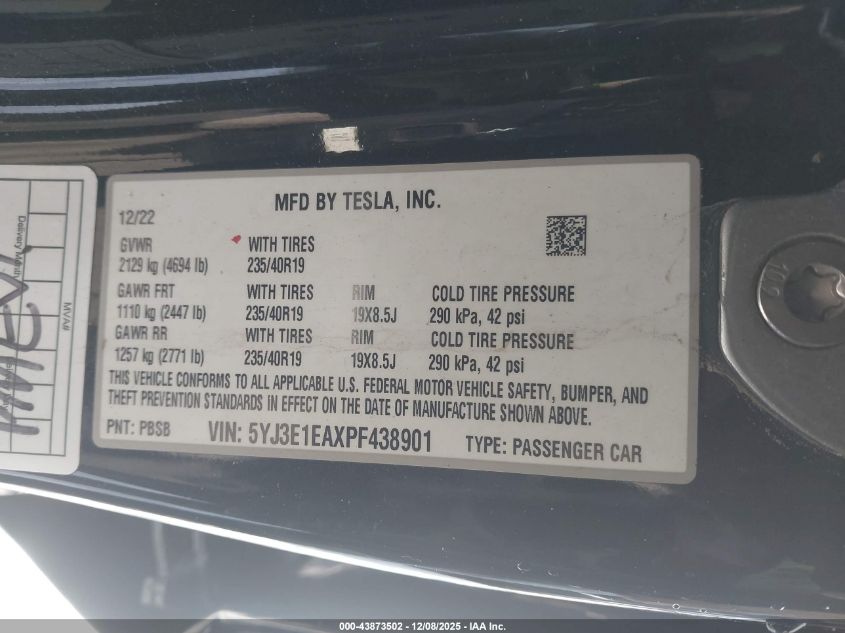 MFD BY TESLA, INC.
12/22
GVWR WITH TIRES
2129 kg (4694 lb) 235/40R19
GAWR FRT WITH TIRES RIM COLD TIRE PRESSURE
1110 kg (2447 lb) 235/40R19 19X8.5J 290 kPa, 42 psi
GAWR RR WITH TIRES RIM COLD TIRE PRESSURE
1257 kg (2771 lb) 235/40R19 19X8.5J 290 kPa, 42 psi
THIS VEHICLE CONFORMS TO ALL APPLICABLE U.S. FEDERAL MOTOR VEHICLE SAFETY, BUMPER, AND
THEFT PREVENTION STANDARDS IN EFFECT ON THE DATE OF MANUFACTURE SHOWN ABOVE.
PNT: PBSB VIN: 5YJ3E1EAXPF438901 TYPE: PASSENGER CAR
MVA#
Delivery
000-43873502 - 12/08/2025 - IAA Inc.